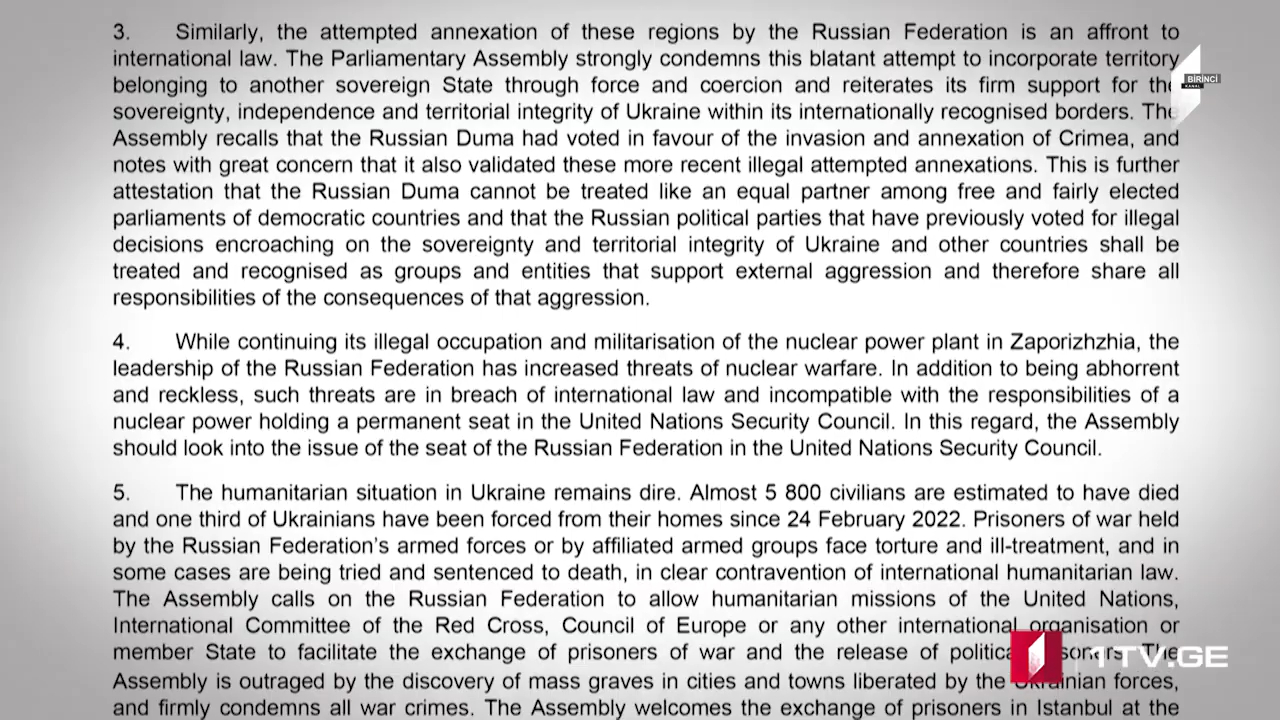 3. Similarly, the attempted annexation of these regions by the Russian Federation is an affront to
international law. The Parliamentary Assembly strongly condemns this blatant attempt to incorporate territory
belonging to another sovereign State through force and coercion and reiterates its firm support for the
sovereignty, independence and territorial integrity of Ukraine within its internationally recognised borders. The
Assembly recalls that the Russian Duma had voted in favour of the invasion and annexation of Crimea, and
notes with great concern that it also validated these more recent illegal attempted annexations. This is further
attestation that the Russian Duma cannot be treated like an equal partner among free and fairly elected
parliaments of democratic countries and that the Russian political parties that have previously voted for illegal
decisions encroaching on the sovereignty and territorial integrity of Ukraine and other countries shall be
treated and recognised as groups and entities that support external aggression and therefore share all
responsibilities of the consequences of that aggression.
4. While continuing its illegal occupation and militarisation of the nuclear power plant in Zaporizhzhia, the
leadership of the Russian Federation has increased threats of nuclear warfare. In addition to being abhorrent
and reckless, such threats are in breach of international law and incompatible with the responsibilities of a
nuclear power holding a permanent seat in the United Nations Security Council. In this regard, the Assembly
should look into the issue of the seat of the Russian Federation in the United Nations Security Council.
5. The humanitarian situation in Ukraine remains dire. Almost 5 800 civilians are estimated to have died
and one third of Ukrainians have been forced from their homes since 24 February 2022. Prisoners of war held
by the Russian Federation's armed forces or by affiliated armed groups face torture and ill-treatment, and in
some cases are being tried and sentenced to death, in clear contravention of international humanitarian law.
The Assembly calls on the Russian Federation to allow humanitarian missions of the United Nations,
International Committee of the Red Cross, Council of Europe or any other international organisation or
member State to facilitate the exchange of prisoners of war and the release of political prisoners. The
Assembly is outraged by the discovery of mass graves in cities and towns liberated by the Ukrainian forces,
and firmly condemns all war crimes. The Assembly welcomes the exchange of prisoners in Istanbul at the
BİRİNCİ
KANAL
1TV.GE